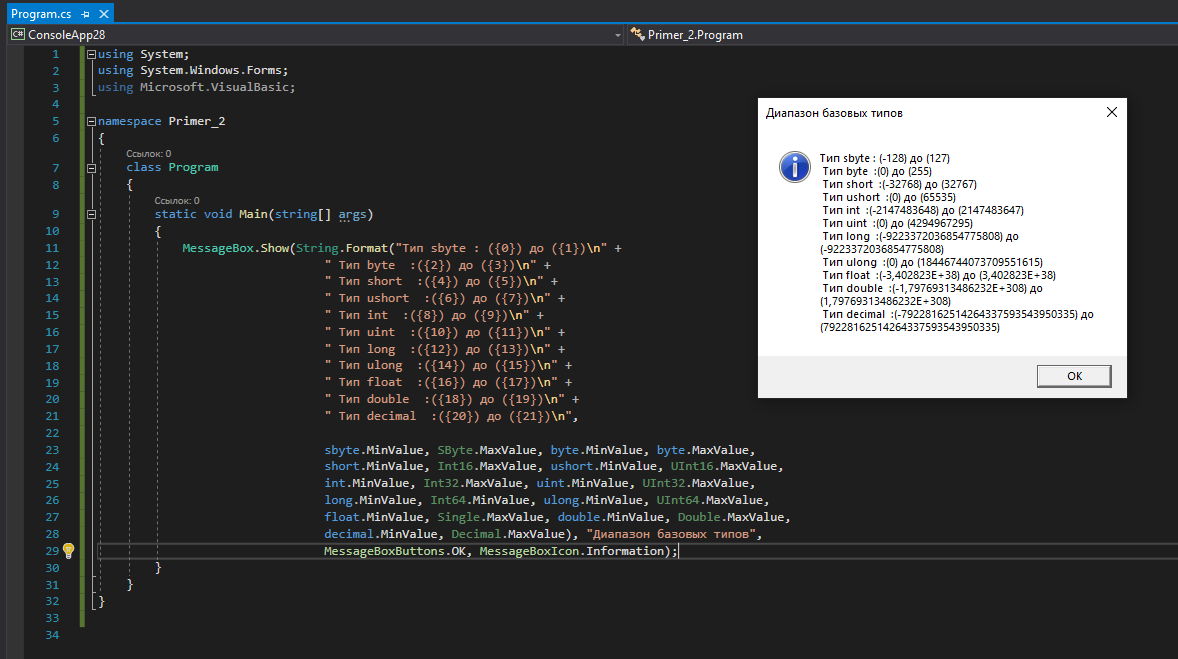 Program.cs
ConsoleApp28
Primer_2.Program
1 using System;
2 using System.Windows.Forms;
3 using Microsoft.VisualBasic;
4
5 namespace Primer_2
6 {
Ссылок: 0
7 class Program
8 {
Ссылок: 0
9 static void Main(string[] args)
10 {
11 MessageBox.Show(String.Format("Тип sbyte : ({0}) до ({1})\n" +
12 " Тип byte  :({2}) до ({3})\n" +
13 " Тип short  :({4}) до ({5})\n" +
14 " Тип ushort  :({6}) до ({7})\n" +
15 " Тип int  :({8}) до ({9})\n" +
16 " Тип uint  :({10}) до ({11})\n" +
17 " Тип long  :({12}) до ({13})\n" +
18 " Тип ulong  :({14}) до ({15})\n" +
19 " Тип float  :({16}) до ({17})\n" +
20 " Тип double  :({18}) до ({19})\n" +
21 " Тип decimal  :({20}) до ({21})\n",
22
23 sbyte.MinValue, SByte.MaxValue, byte.MinValue, byte.MaxValue,
24 short.MinValue, Int16.MaxValue, ushort.MinValue, UInt16.MaxValue,
25 int.MinValue, Int32.MaxValue, uint.MinValue, UInt32.MaxValue,
26 long.MinValue, Int64.MinValue, ulong.MinValue, UInt64.MaxValue,
27 float.MinValue, Single.MaxValue, double.MinValue, Double.MaxValue,
28 decimal.MinValue, Decimal.MaxValue), "Диапазон базовых типов",
29 MessageBoxButtons.OK, MessageBoxIcon.Information);
30 }
31 }
32 }
33
34
Диапазон базовых типов
Тип sbyte : (-128) до (127)
Тип byte  :(0) до (255)
Тип short  :(-32768) до (32767)
Тип ushort  :(0) до (65535)
Тип int  :(-2147483648) до (2147483647)
Тип uint  :(0) до (4294967295)
Тип long  :(-9223372036854775808) до
(-9223372036854775808)
Тип ulong  :(0) до (18446744073709551615)
Тип float  :(-3,402823E+38) до (3,402823E+38)
Тип double  :(-1,79769313486232E+308) до
(1,79769313486232E+308)
Тип decimal  :(-79228162514264337593543950335) до
(79228162514264337593543950335)
OK